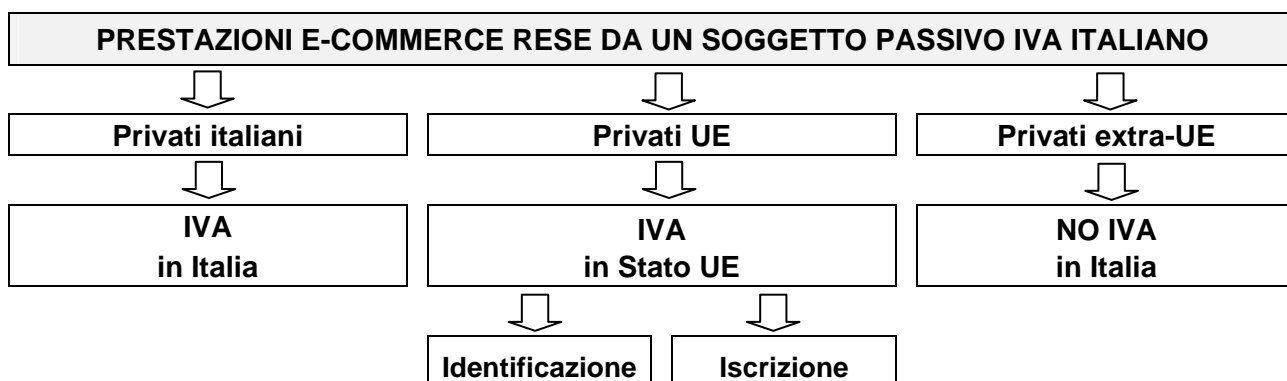 PRESTAZIONI E-COMMERCE RESE DA UN SOGGETTO PASSIVO IVA ITALIANO
Privati italiani
Privati UE
Privati extra-UE
IVA
in Italia
IVA
in Stato UE
NO IVA
in Italia
Identificazione
Iscrizione